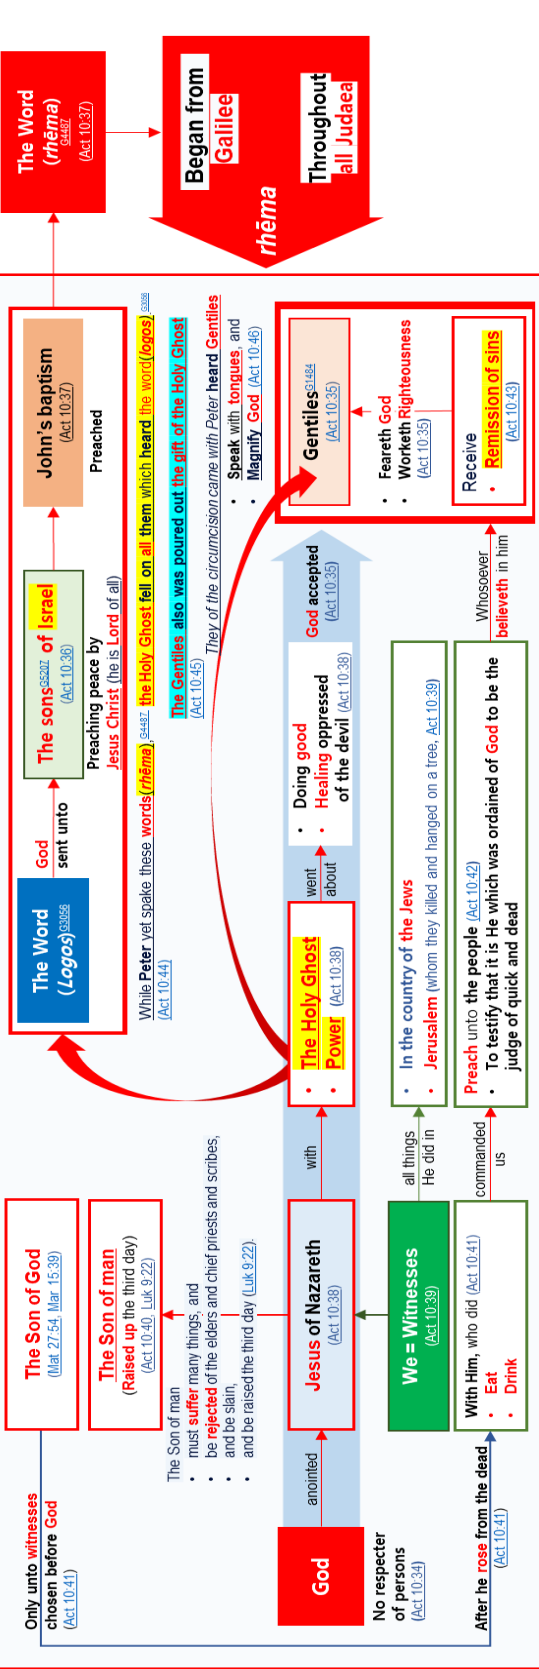 Only unto witnesses
chosen before God
(Act 10:41)
The Son of God
(Mat 27:54, Mar 15:39)
The Son of man
(Raised up the third day)
(Act 10:40, Luk 9:22)
The Son of man
• must suffer many things, and
• be rejected of the elders and chief priests and scribes,
• and be slain,
• and be raised the third day (Luk 9:22).
The Word
(Logos)G3056
God
sent unto
The sonsG5207 of Israel
(Act 10:36)
Preaching peace by
Jesus Christ (he is Lord of all)
John's baptism
(Act 10:37)
Preached
The Word
(rhēma)
G4487
(Act 10:37)
Began from
Galilee
Throughout
all Judaea
rhēma
While Peter yet spake these words(rhēma),G4487 the Holy Ghost fell on all them which heard the word(logos).G3056
(Act 10:44)
The Gentiles also was poured out the gift of the Holy Ghost
(Act 10:45)
They of the circumcision came with Peter heard Gentiles
• Speak with tongues, and
• Magnify God (Act 10:46)
God
No respecter
of persons
(Act 10:34)
anointed
Jesus of Nazareth
(Act 10:38)
with
• The Holy Ghost
• Power (Act 10:38)
went
about
• Doing good
• Healing oppressed
of the devil (Act 10:38)
God accepted
(Act 10:35)
GentilesG1484
(Act 10:35)
• Feareth God
• Worketh Righteousness
(Act 10:35)
Receive
• Remission of sins
(Act 10:43)
We = Witnesses
(Act 10:39)
all things
He did in
• In the country of the Jews
• Jerusalem (whom they killed and hanged on a tree, Act 10:39)
After he rose from the dead
(Act 10:41)
With Him, who did (Act 10:41)
• Eat
• Drink
commanded
us
Preach unto the people (Act 10:42)
• To testify that it is He which was ordained of God to be the
judge of quick and dead
Whosoever
believeth in him